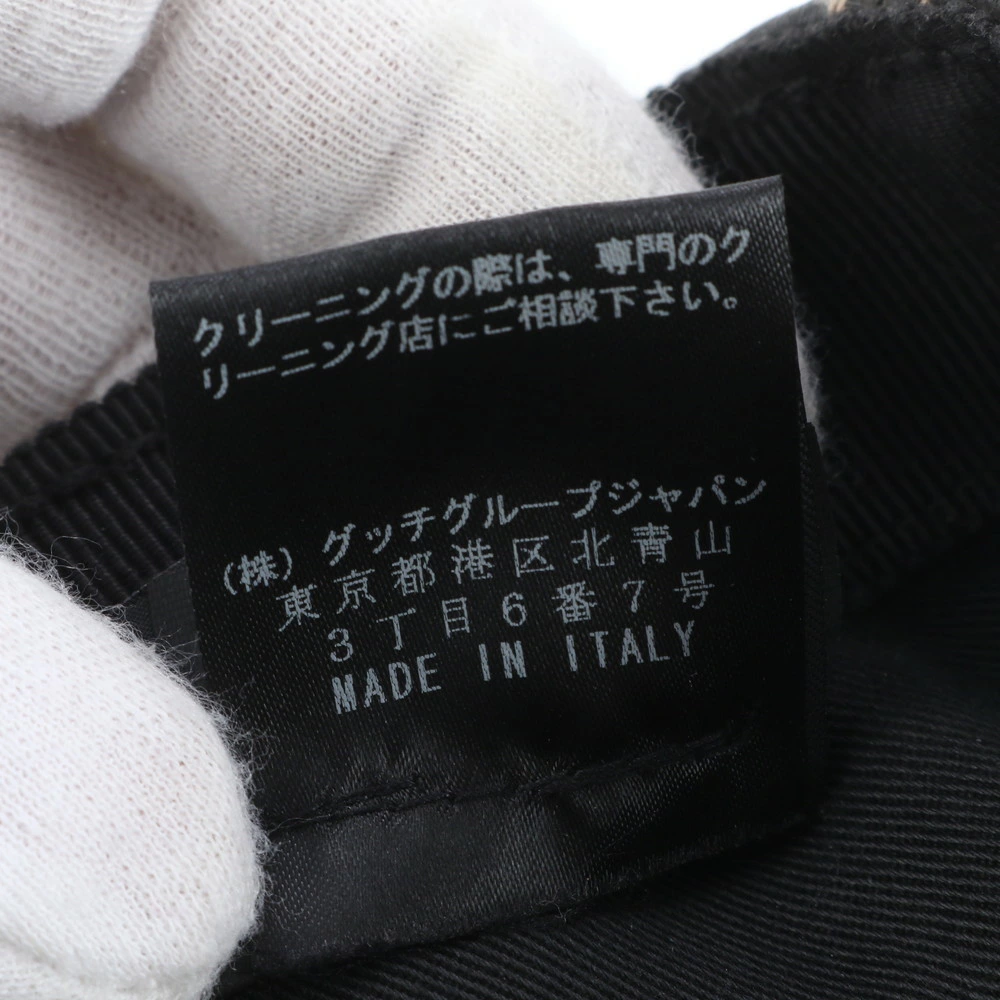 クリーニングの際は、専門のク
リーニング店にご相談下さい。
(株) グッチグループジャパン
東京都港区北青山
3丁目6番7号
MADE IN ITALY